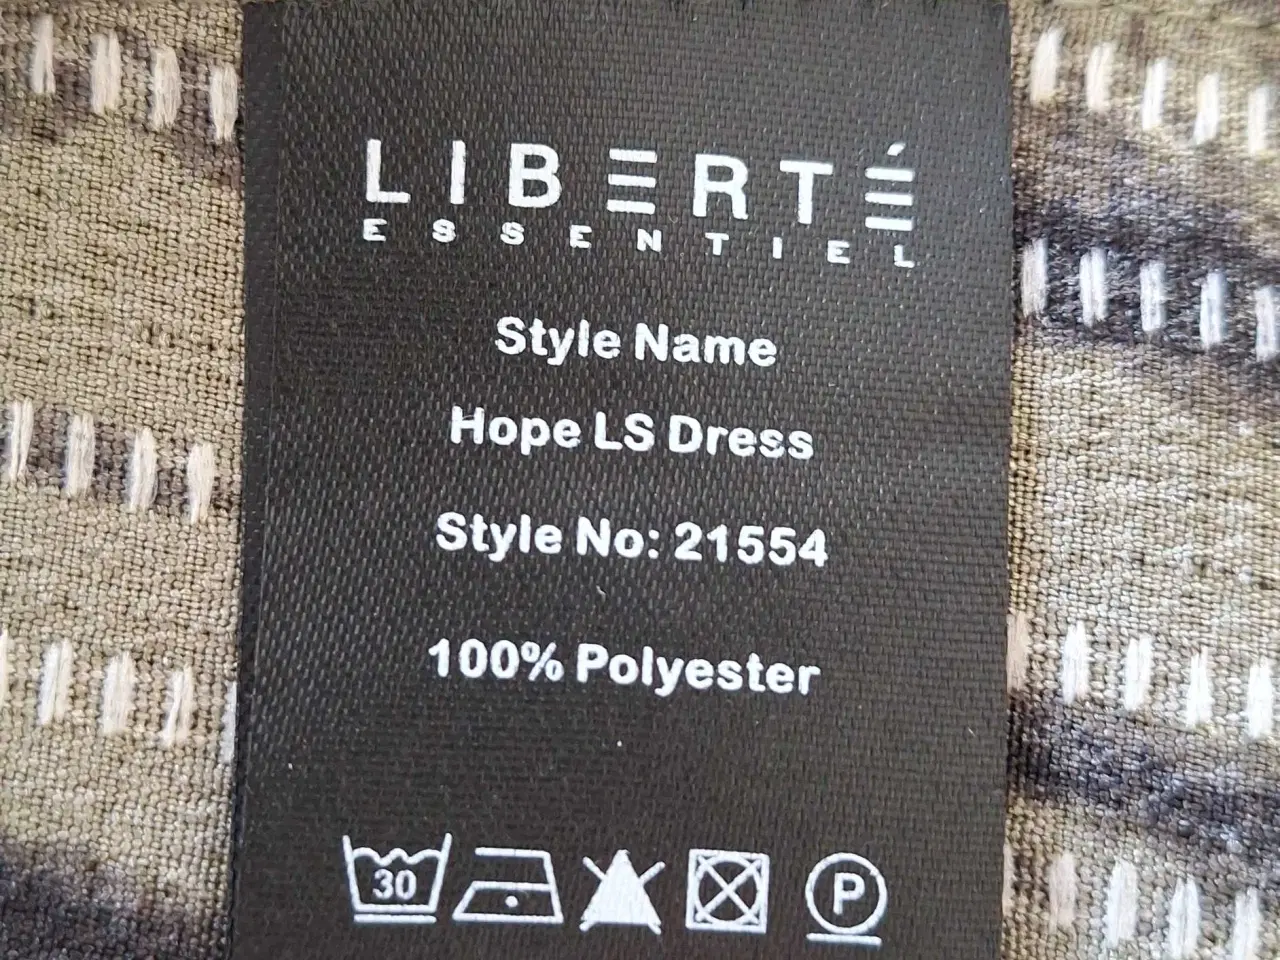 LIBERTÉ
ESSENTIEL
Style Name
Hope LS Dress
Style No: 21554
100% Polyester
30 P